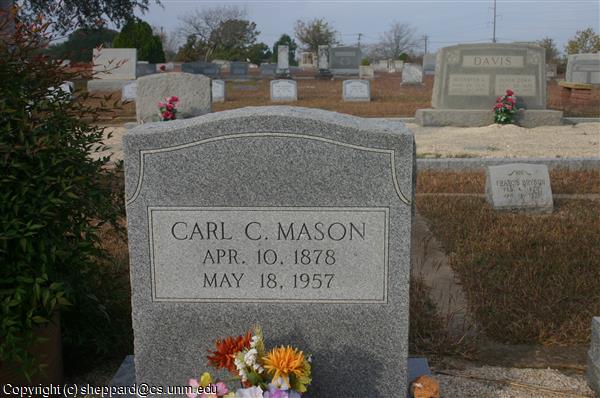 DAVIS
CARL C. MASON
APR. 10, 1878
MAY 18, 1957
Copyright (c) sheppard@cs.unm.edu